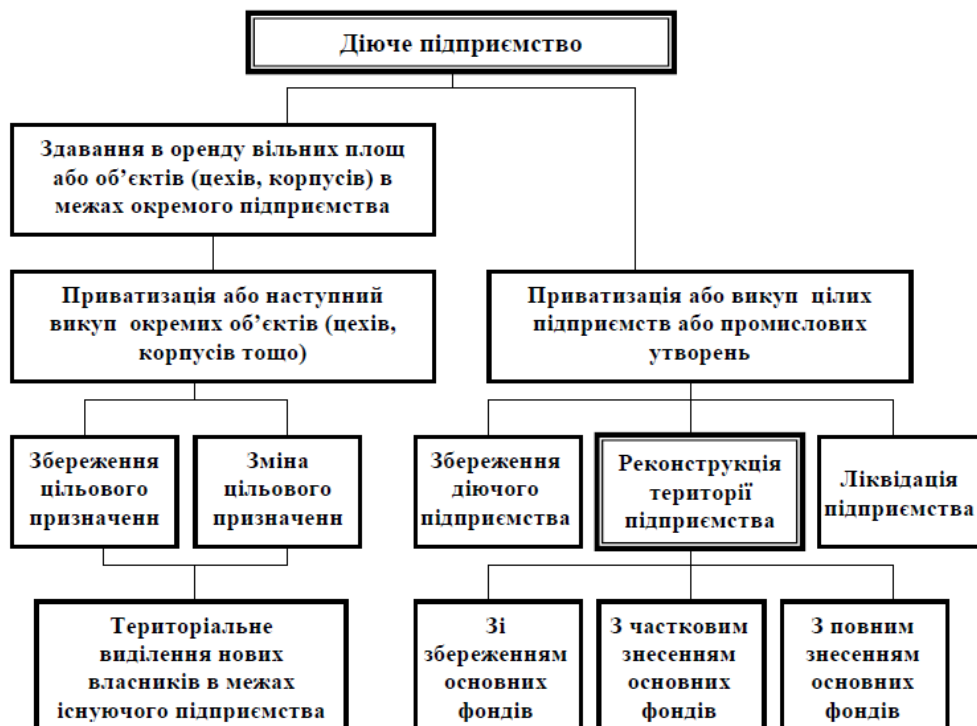 Діюче підприємство
Здавання в оренду вільних площ
або об’єктів (цехів, корпусів) в
межах окремого підприємства
Приватизація або наступний
викуп окремих об’єктів (цехів,
корпусів тощо)
Приватизація або викуп цілих
підприємств або промислових
утворень
Збереження
цільового
призначенн
Зміна
цільового
призначенн
Збереження
діючого
підприємства
Реконструкція
території
підприємства
Ліквідація
підприємства
Територіальне
виділення нових
власників в межах
існуючого підприємства
Зі
збереженням
основних
фондів
З частковим
знесенням
основних
фондів
З повним
знесенням
основних
фондів